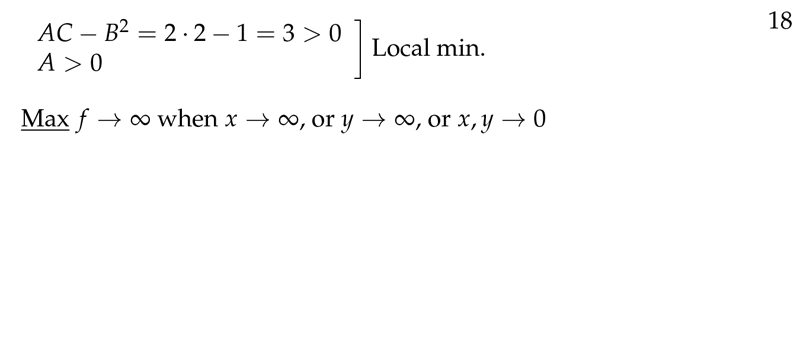 18
AC − B² = 2 · 2 − 1 = 3 > 0
A > 0
Local min.
Max f → ∞ when x → ∞, or y → ∞, or x, y → 0